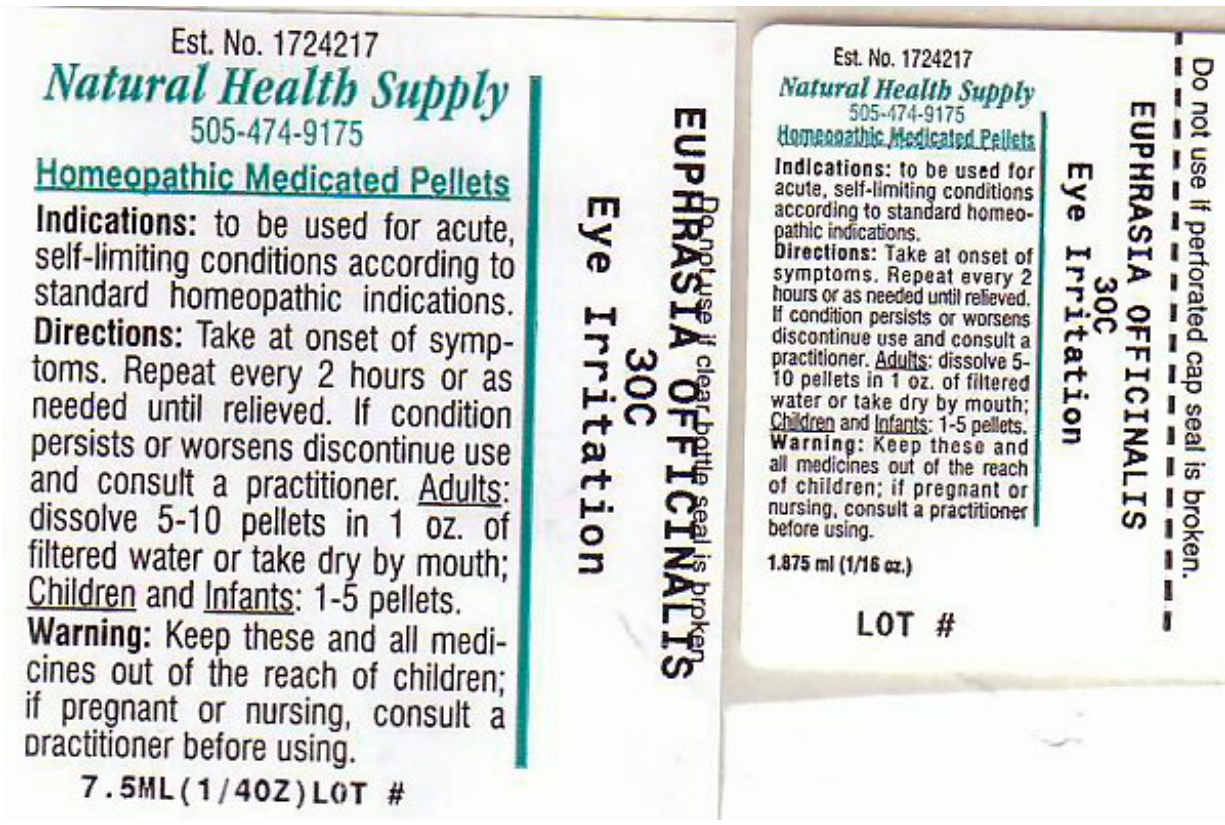 Est. No. 1724217
Natural Health Supply
505-474-9175
Homeopathic Medicated Pellets
Indications: to be used for acute,
self-limiting conditions according to
standard homeopathic indications.
Directions: Take at onset of symp-
toms. Repeat every 2 hours or as
needed until relieved. If condition
persists or worsens discontinue use
and consult a practitioner. Adults:
dissolve 5-10 pellets in 1 oz. of
filtered water or take dry by mouth;
Children and Infants: 1-5 pellets.
Warning: Keep these and all medi-
cines out of the reach of children;
if pregnant or nursing, consult a
practitioner before using.
7.5ML(1/4OZ)LOT #
Do not use if clear bottle seal is broken.
EUPHRASIA OFFICINALIS
30C
Eye Irritation
Est. No. 1724217
Natural Health Supply
505-474-9175
Homeopathic Medicated Pellets
Indications: to be used for
acute, self-limiting conditions
according to standard homeo-
pathic indications.
Directions: Take at onset of
symptoms. Repeat every 2
hours or as needed until relieved.
If condition persists or worsens
discontinue use and consult a
practitioner. Adults: dissolve 5-
10 pellets in 1 oz. of filtered
water or take dry by mouth;
Children and Infants: 1-5 pellets.
Warning: Keep these and
all medicines out of the reach
of children; if pregnant or
nursing, consult a practitioner
before using.
1.875 ml (1/16 oz.)
LOT #
Do not use if perforated cap seal is broken.
EUPHRASIA OFFICINALIS
30C
Eye Irritation